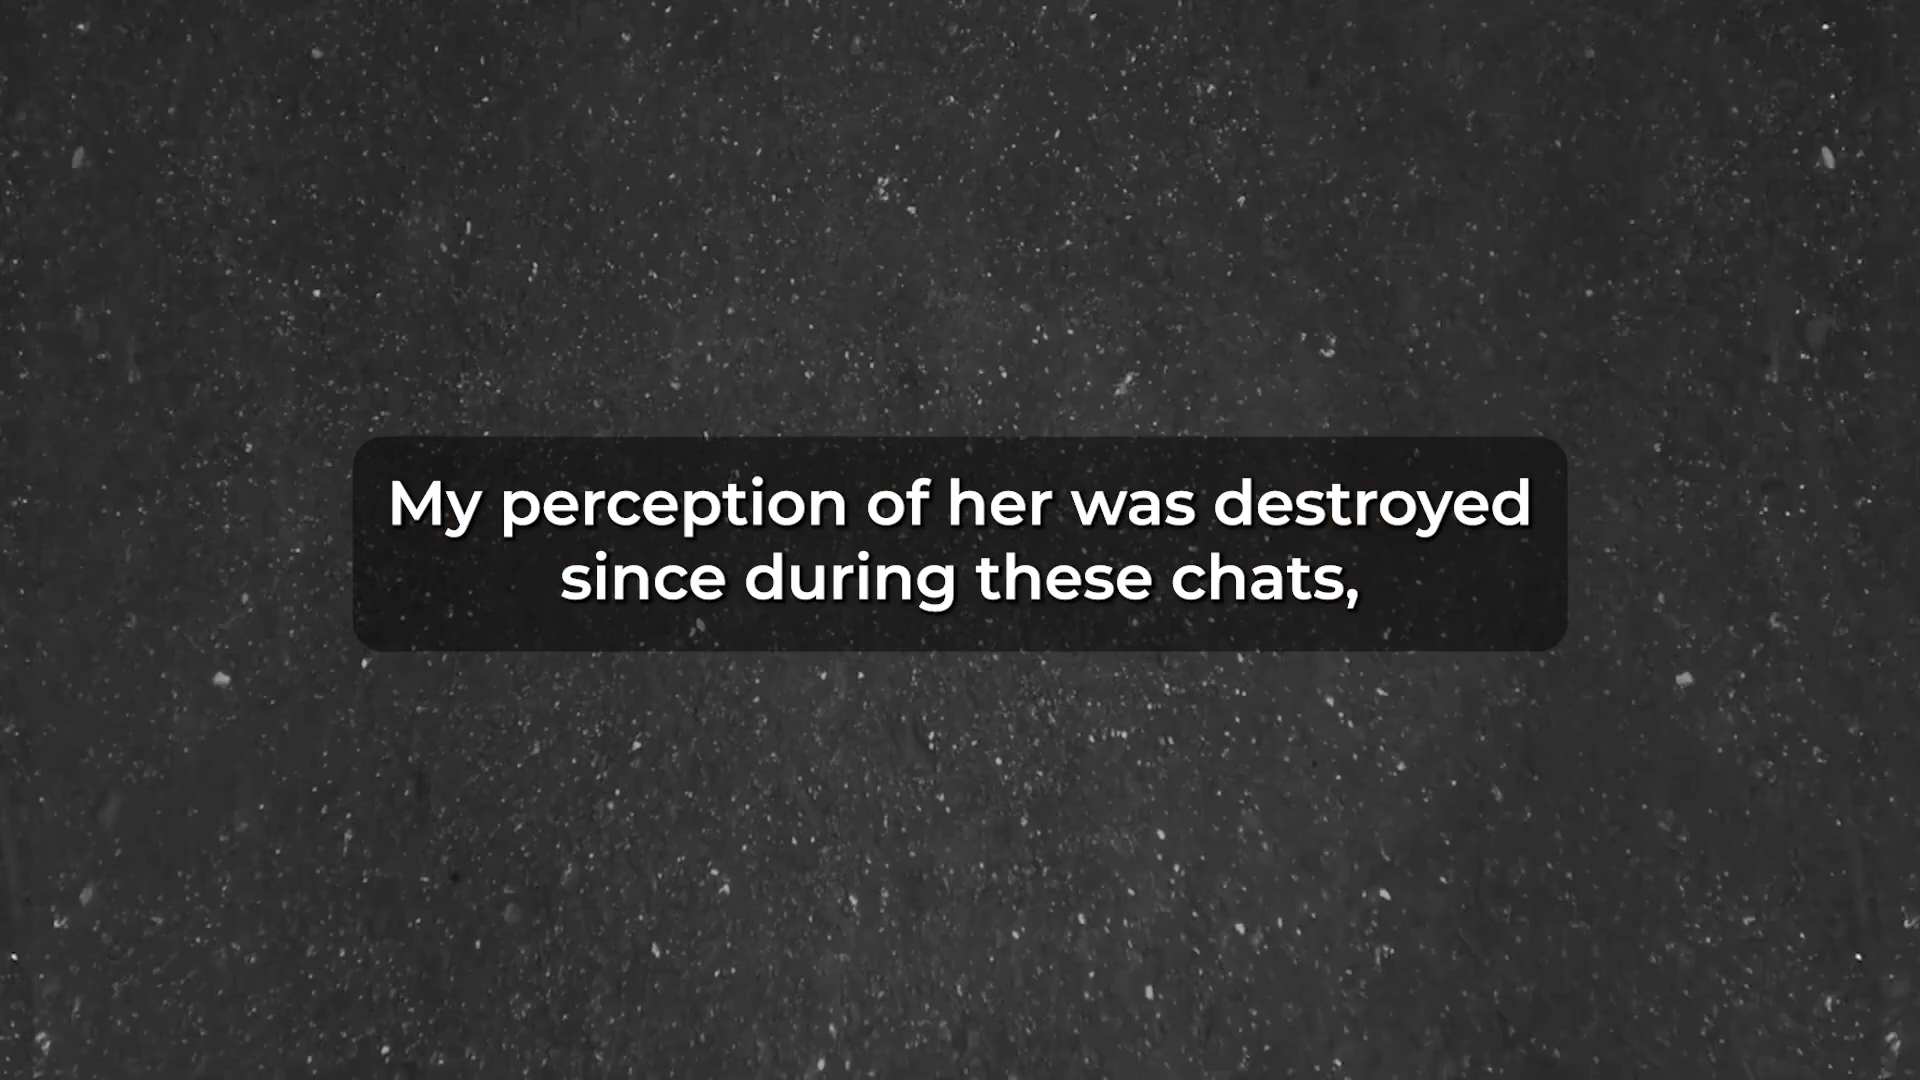 My perception of her was destroyed
since during these chats,